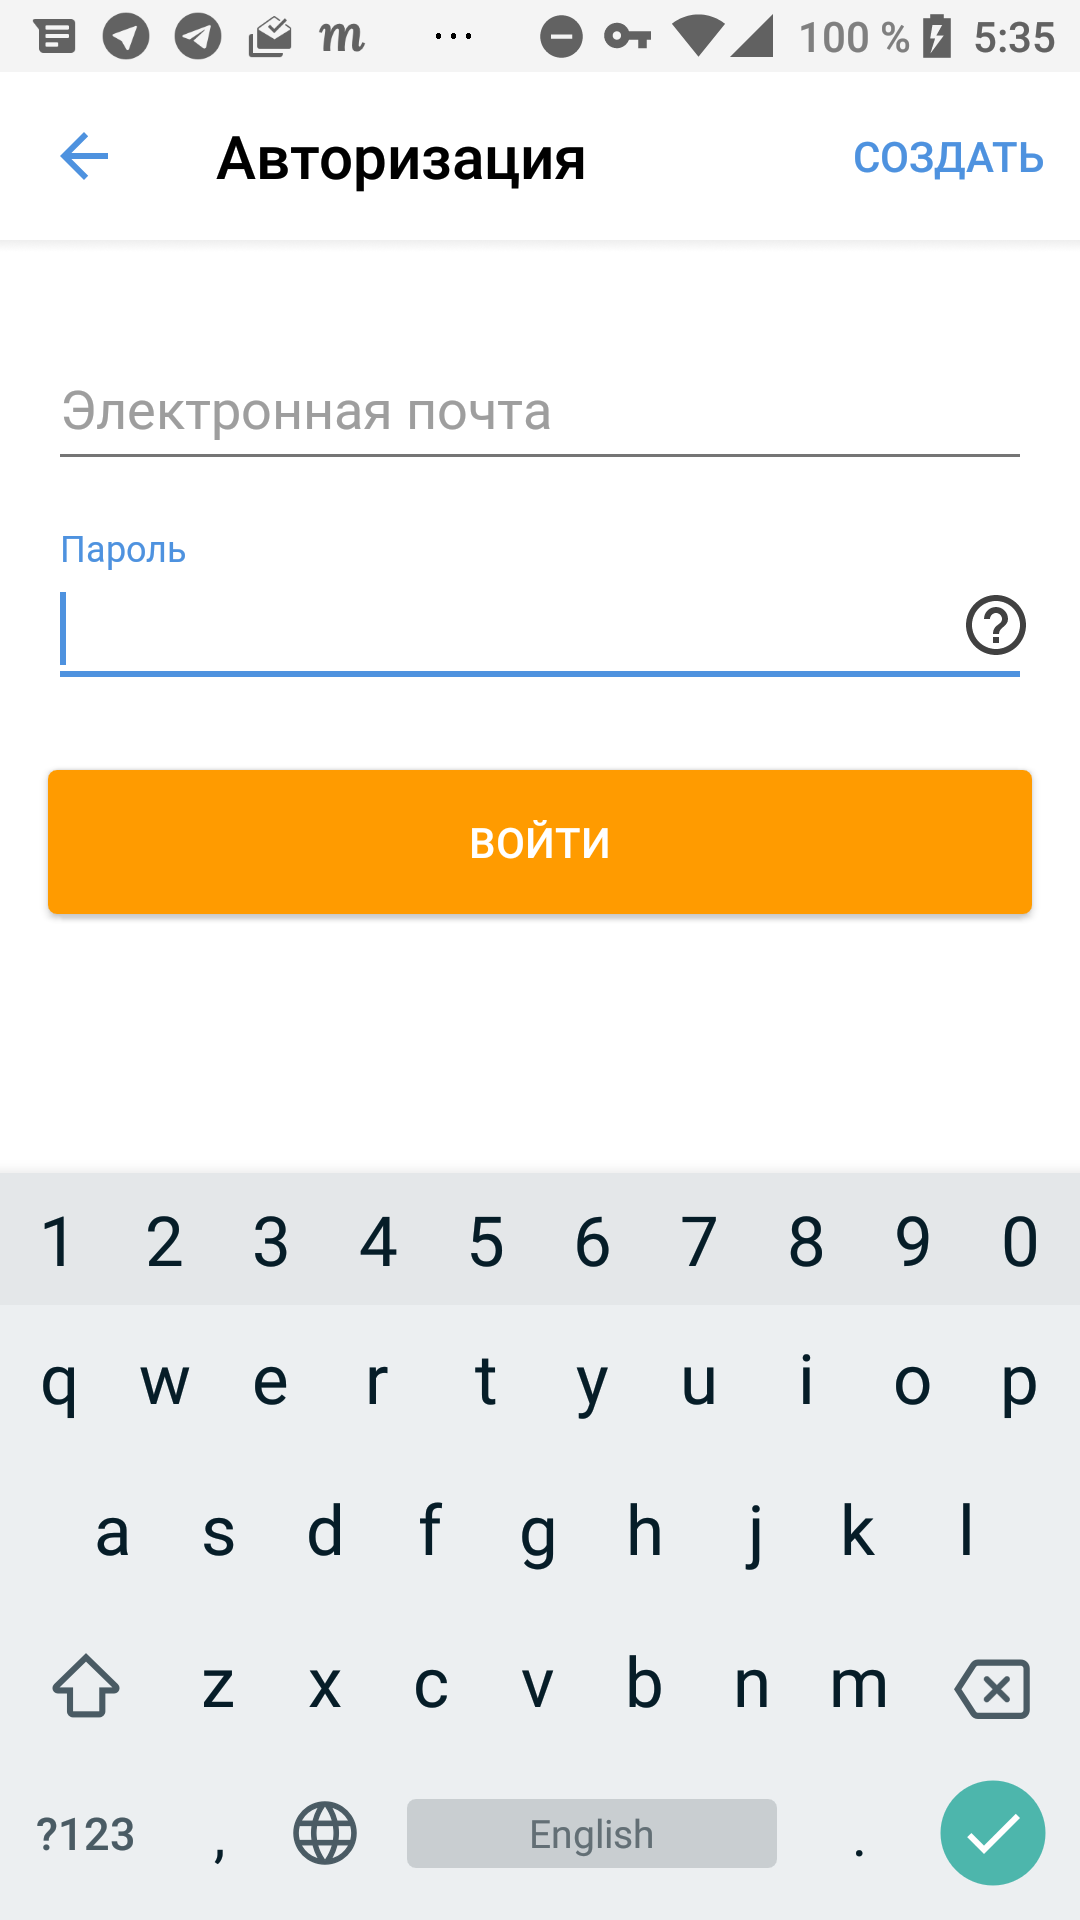 m ... 100 % 5:35
Авторизация СОЗДАТЬ
Электронная почта
Пароль
ВОЙТИ
1 2 3 4 5 6 7 8 9 0
q w e r t y u i o p
a s d f g h j k l
z x c v b n m
?123 , English .